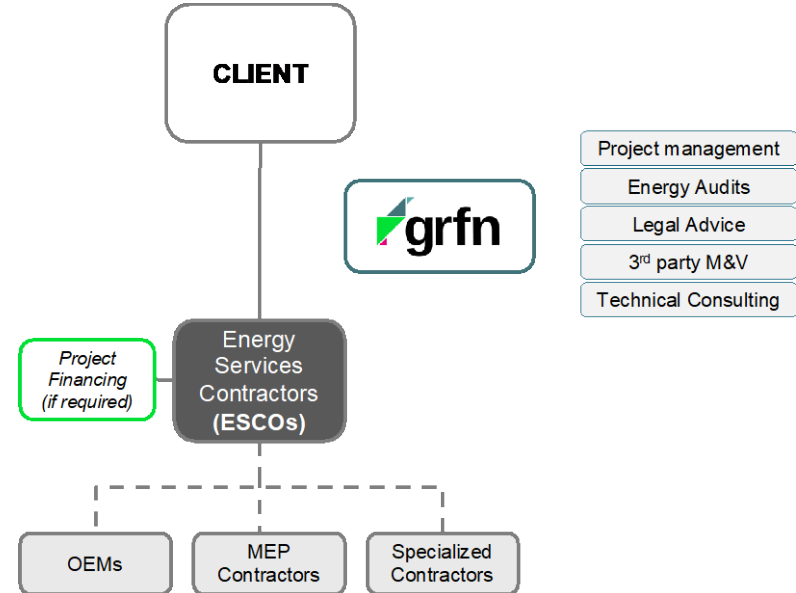 CLIENT
grfn
Project management
Energy Audits
Legal Advice
3rd party M&V
Technical Consulting
Project
Financing
(if required)
Energy
Services
Contractors
(ESCOs)
OEMs
MEP
Contractors
Specialized
Contractors